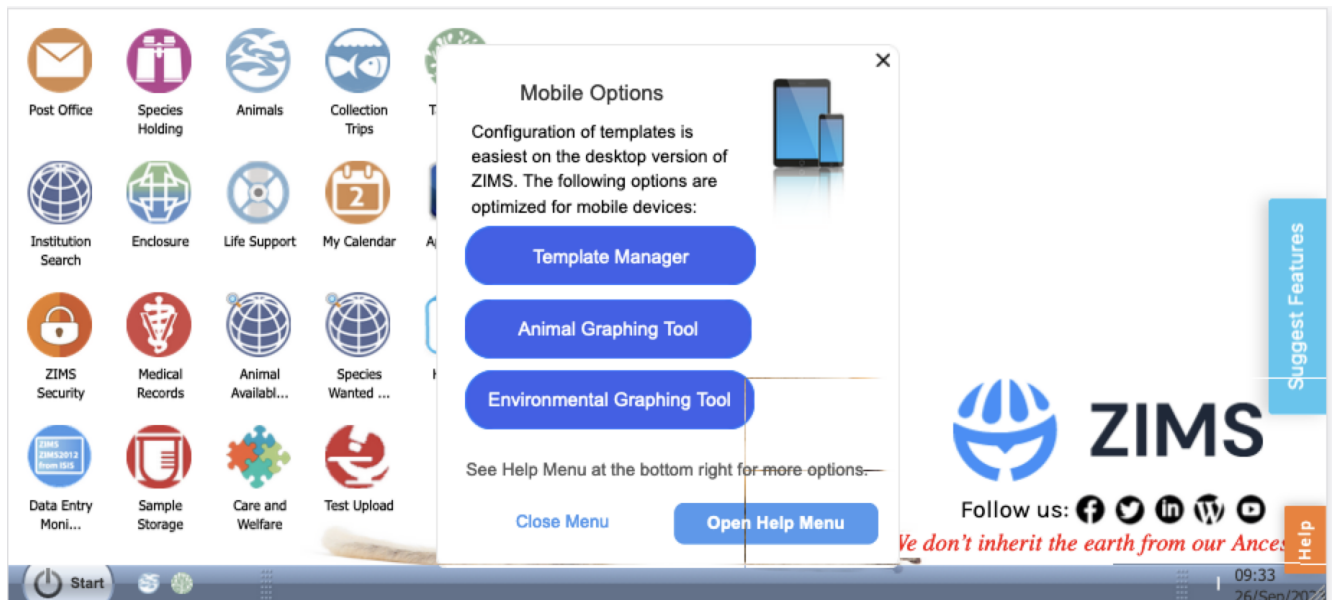 Post Office
Species
Holding
Animals
Collection
Trips
Mobile Options
Configuration of templates is
easiest on the desktop version of
ZIMS. The following options are
optimized for mobile devices:
Institution
Search
Enclosure
Life Support
2
My Calendar
Template Manager
Animal Graphing Tool
Environmental Graphing Tool
ZIMS
Security
Medical
Records
Animal
Availabl...
Species
Wanted ...
ZIMS
ZIMS2012
from ISIS
Data Entry
Moni...
Sample
Storage
Care and
Welfare
Test Upload
See Help Menu at the bottom right for more options.
Close Menu
Open Help Menu
Suggest Features
ZIMS
Follow us:
don't inherit the earth from our
Help
Start
09:33